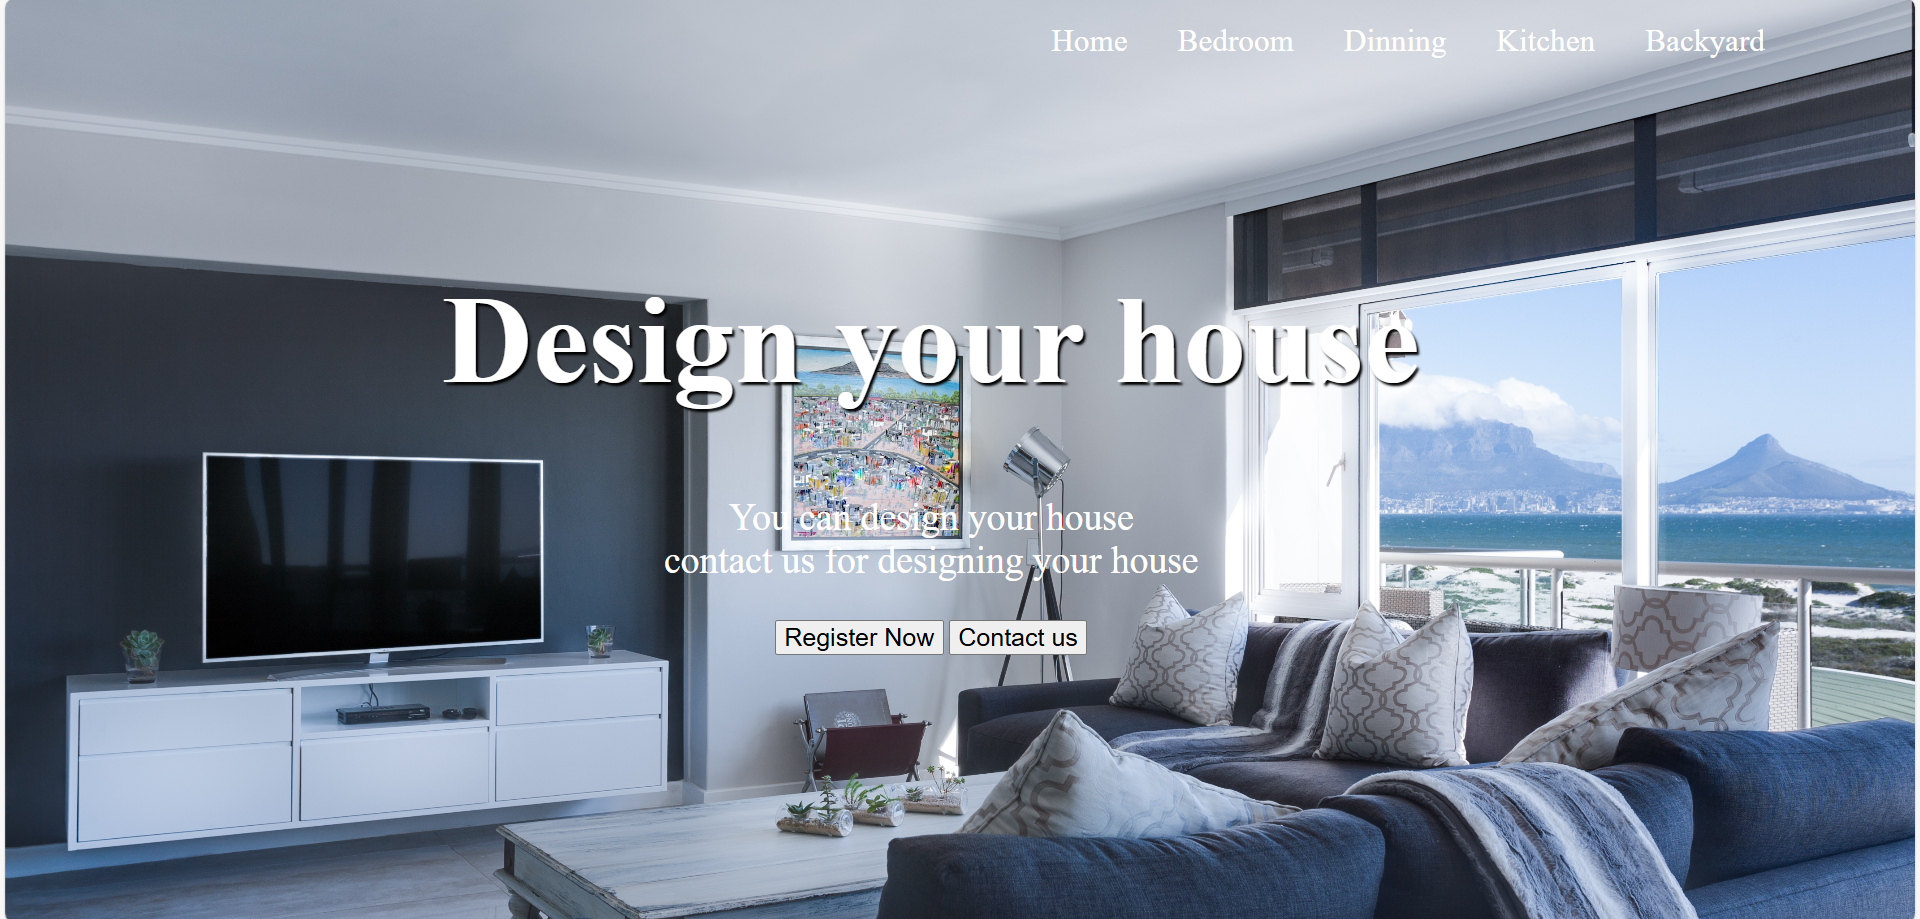 Home Bedroom Dinning Kitchen Backyard
Design your house
You can design your house
contact us for designing your house
Register Now Contact us